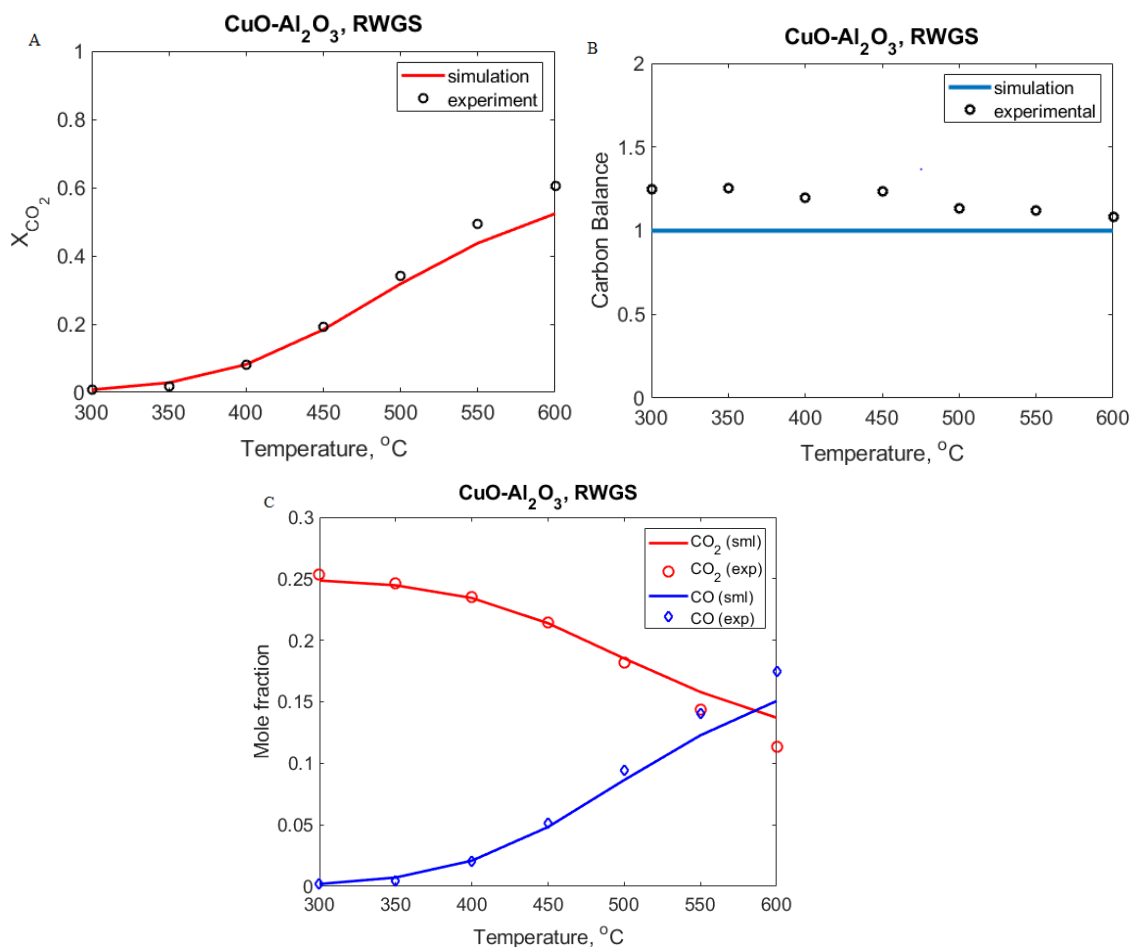 A
CuO-Al2O3, RWGS
simulation
experiment
1
0.8
0.6
0.4
0.2
0
XCO2
300 350 400 450 500 550 600
Temperature, oC
B
CuO-Al2O3, RWGS
simulation
experimental
2
1.5
1
0.5
0
Carbon Balance
300 350 400 450 500 550 600
Temperature, oC
C
CuO-Al2O3, RWGS
CO2 (sml)
CO2 (exp)
CO (sml)
CO (exp)
0.3
0.25
0.2
0.15
0.1
0.05
0
Mole fraction
300 350 400 450 500 550 600
Temperature, oC